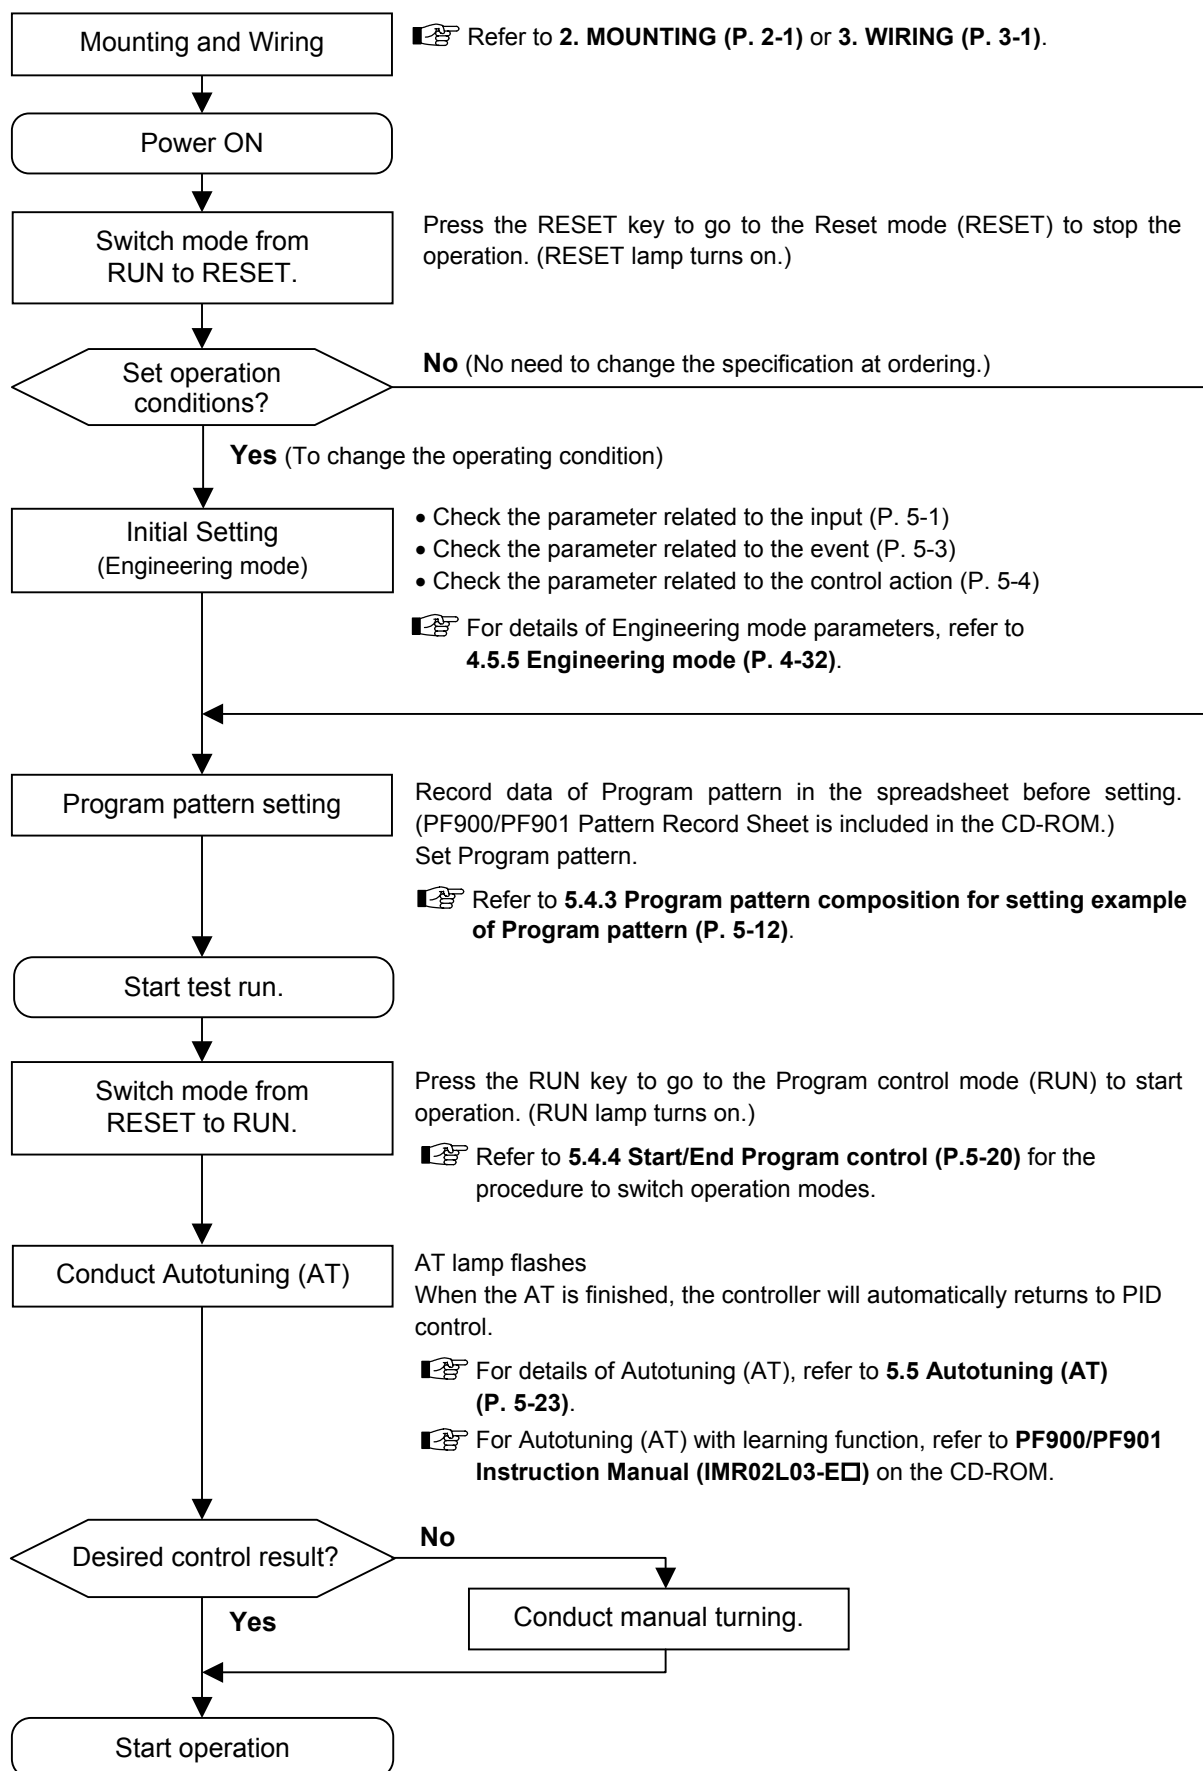 Mounting and Wiring
Refer to 2. MOUNTING (P. 2-1) or 3. WIRING (P. 3-1).
Power ON
Switch mode from
RUN to RESET.
Press the RESET key to go to the Reset mode (RESET) to stop the
operation. (RESET lamp turns on.)
Set operation
conditions?
No (No need to change the specification at ordering.)
Yes (To change the operating condition)
Initial Setting
(Engineering mode)
• Check the parameter related to the input (P. 5-1)
• Check the parameter related to the event (P. 5-3)
• Check the parameter related to the control action (P. 5-4)
For details of Engineering mode parameters, refer to
4.5.5 Engineering mode (P. 4-32).
Program pattern setting
Record data of Program pattern in the spreadsheet before setting.
(PF900/PF901 Pattern Record Sheet is included in the CD-ROM.)
Set Program pattern.
Refer to 5.4.3 Program pattern composition for setting example
of Program pattern (P. 5-12).
Start test run.
Switch mode from
RESET to RUN.
Press the RUN key to go to the Program control mode (RUN) to start
operation. (RUN lamp turns on.)
Refer to 5.4.4 Start/End Program control (P.5-20) for the
procedure to switch operation modes.
Conduct Autotuning (AT)
AT lamp flashes
When the AT is finished, the controller will automatically returns to PID
control.
For details of Autotuning (AT), refer to 5.5 Autotuning (AT)
(P. 5-23).
For Autotuning (AT) with learning function, refer to PF900/PF901
Instruction Manual (IMR02L03-E□) on the CD-ROM.
Desired control result?
No
Yes
Conduct manual turning.
Start operation